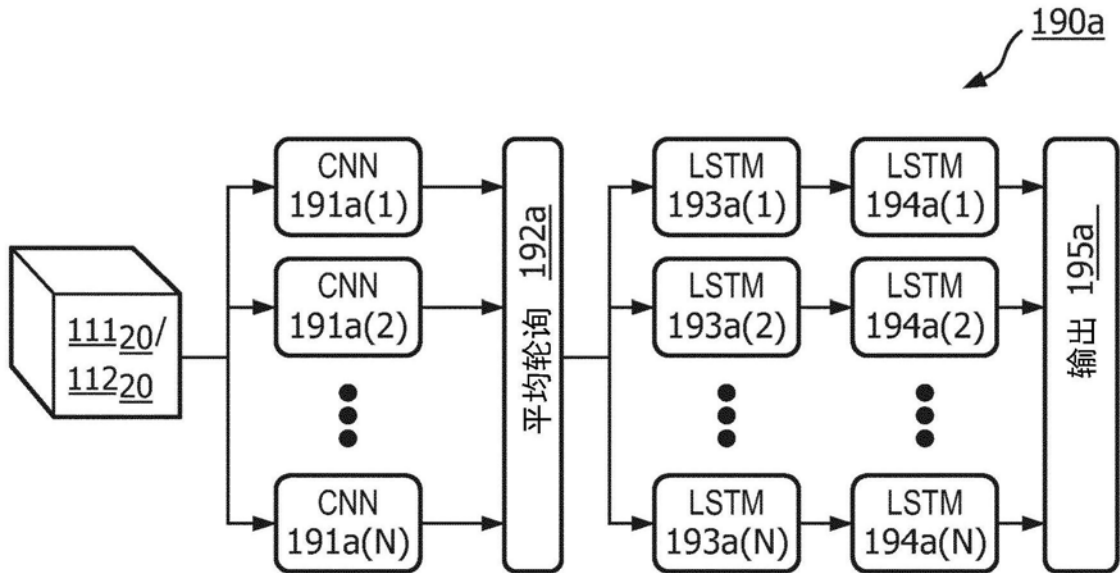 190a
CNN
191a(1)
CNN
191a(2)
CNN
191a(N)
111₂₀/
112₂₀
平均轮询 192a
LSTM
193a(1)
LSTM
194a(1)
LSTM
193a(2)
LSTM
194a(2)
LSTM
193a(N)
LSTM
194a(N)
输出 195a